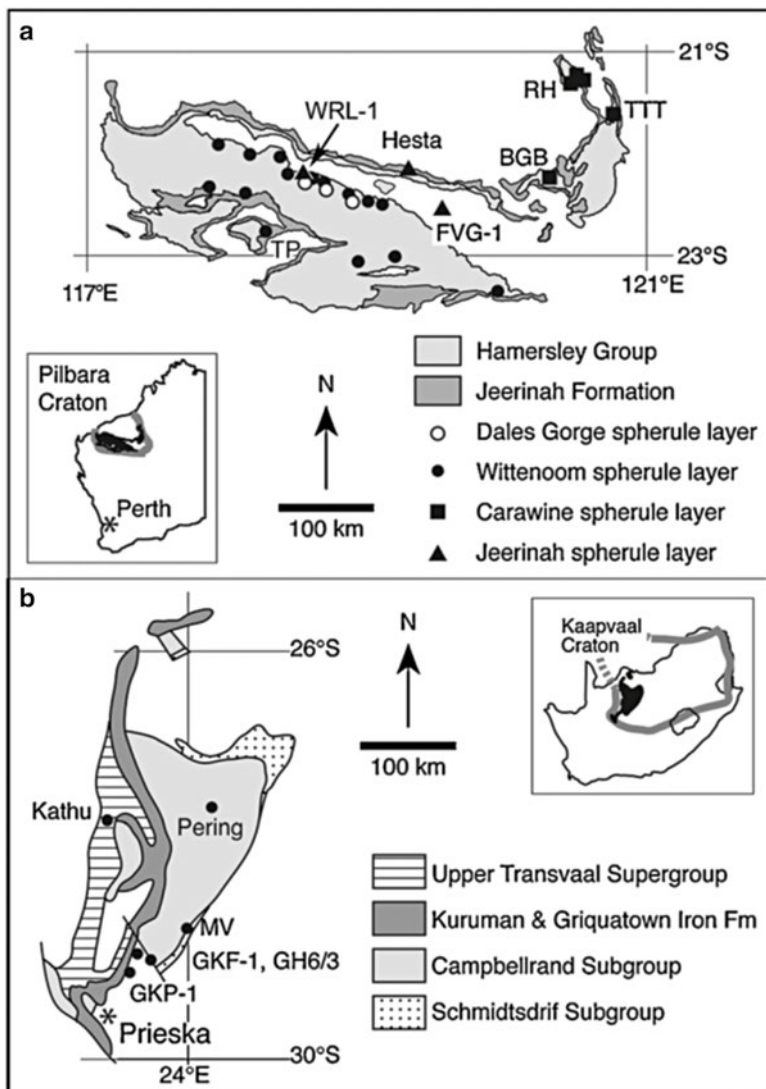 a
21°S
RH
TTT
WRL-1
Hesta
BGB
FVG-1
TP
23°S
117°E
121°E
Pilbara
Craton
Perth
N
100 km
Hamersley Group
Jeerinah Formation
Dales Gorge spherule layer
Wittenoom spherule layer
Carawine spherule layer
Jeerinah spherule layer
b
26°S
N
100 km
Kaapvaal
Craton
Kathu
Pering
MV
GKF-1, GH6/3
GKP-1
Prieska
30°S
24°E
Upper Transvaal Supergroup
Kuruman & Griquatown Iron Fm
Campbellrand Subgroup
Schmidtsdrif Subgroup